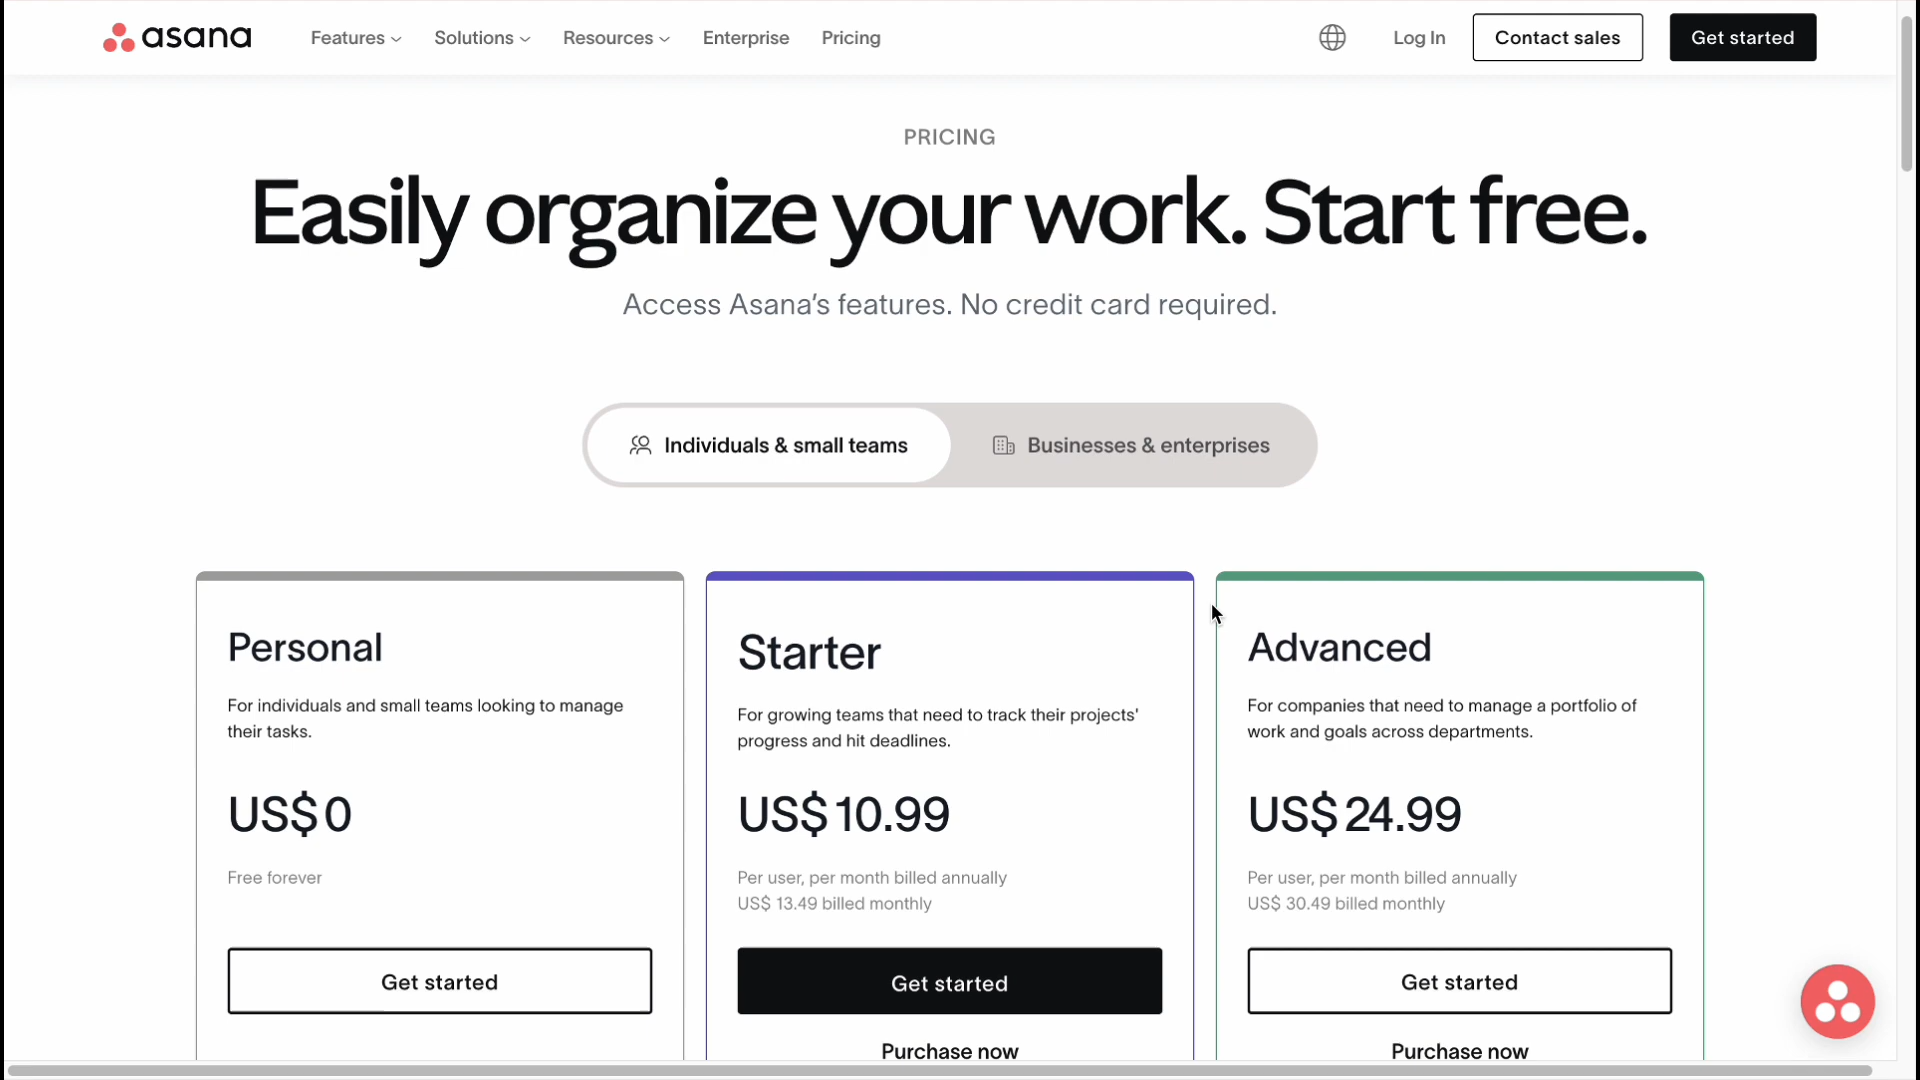 asana
Features
Solutions
Resources
Enterprise
Pricing
Log In
Contact sales
Get started
PRICING
Easily organize your work. Start free.
Access Asana's features. No credit card required.
Individuals & small teams
Businesses & enterprises
Personal
For individuals and small teams looking to manage
their tasks.
US$ 0
Free forever
Get started
Starter
For growing teams that need to track their projects'
progress and hit deadlines.
US$ 10.99
Per user, per month billed annually
US$ 13.49 billed monthly
Get started
Purchase now
Advanced
For companies that need to manage a portfolio of
work and goals across departments.
US$ 24.99
Per user, per month billed annually
US$ 30.49 billed monthly
Get started
Purchase now